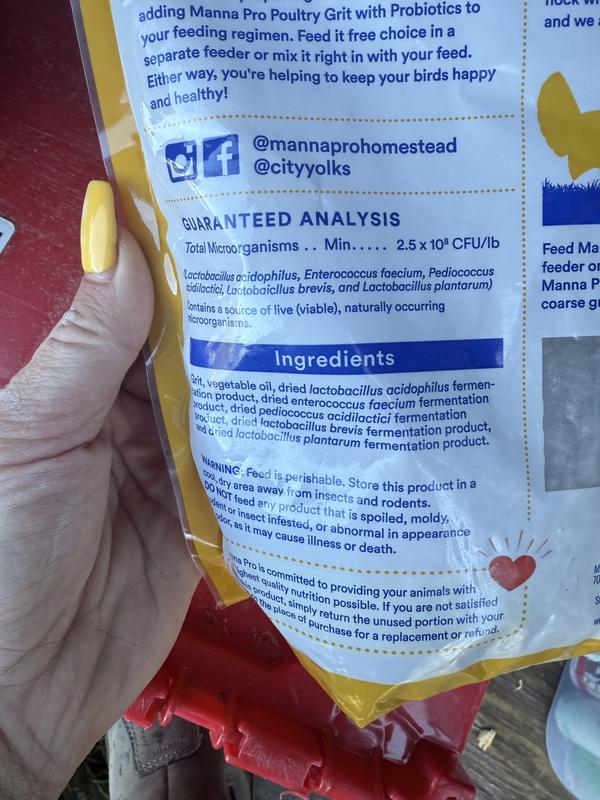 adding Manna Pro Poultry Grit with Probiotics to
your feeding regimen. Feed it free choice in a
separate feeder or mix it right in with your feed.
Either way, you're helping to keep your birds happy
and healthy!
@mannaprohomestead
@cityyolks
GUARANTEED ANALYSIS
Total Microorganisms . . Min..... 2.5 x 10⁸ CFU/lb
(Lactobacillus acidophilus, Enterococcus faecium, Pediococcus
acidilactici, Lactobaicllus brevis, and Lactobacillus plantarum)
Contains a source of live (viable), naturally occurring
microorganisms.
Ingredients
Grit, vegetable oil, dried lactobacillus acidophilus fermen-
tation product, dried enterococcus faecium fermentation
product, dried pediococcus acidilactici fermentation
product, dried lactobacillus brevis fermentation product,
and dried lactobacillus plantarum fermentation product.
WARNING: Feed is perishable. Store this product in a
cool, dry area away from insects and rodents.
DO NOT feed any product that is spoiled, moldy,
or insect infested, or abnormal in appearance
odor, as it may cause illness or death.
Pro is committed to providing your animals with
highest quality nutrition possible. If you are not satisfied
product, simply return the unused portion with your
the place of purchase for a replacement or refund.
and we
Feed Ma
feeder or
Manna P
coarse gr